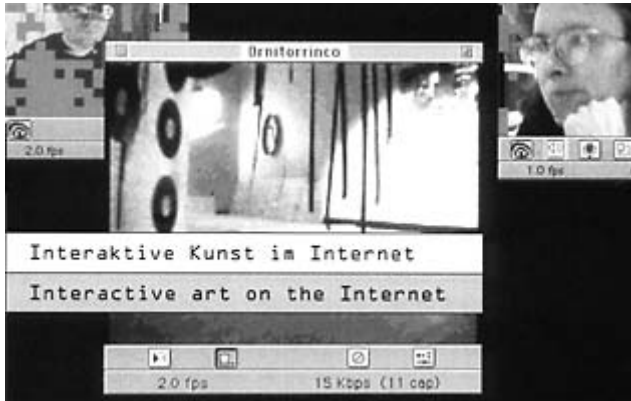 Ornitorrinco
2.0 fps
1.0 fps
Interaktive Kunst im Internet
Interactive art on the Internet
2.0 fps
15 Kbps (11 cap)